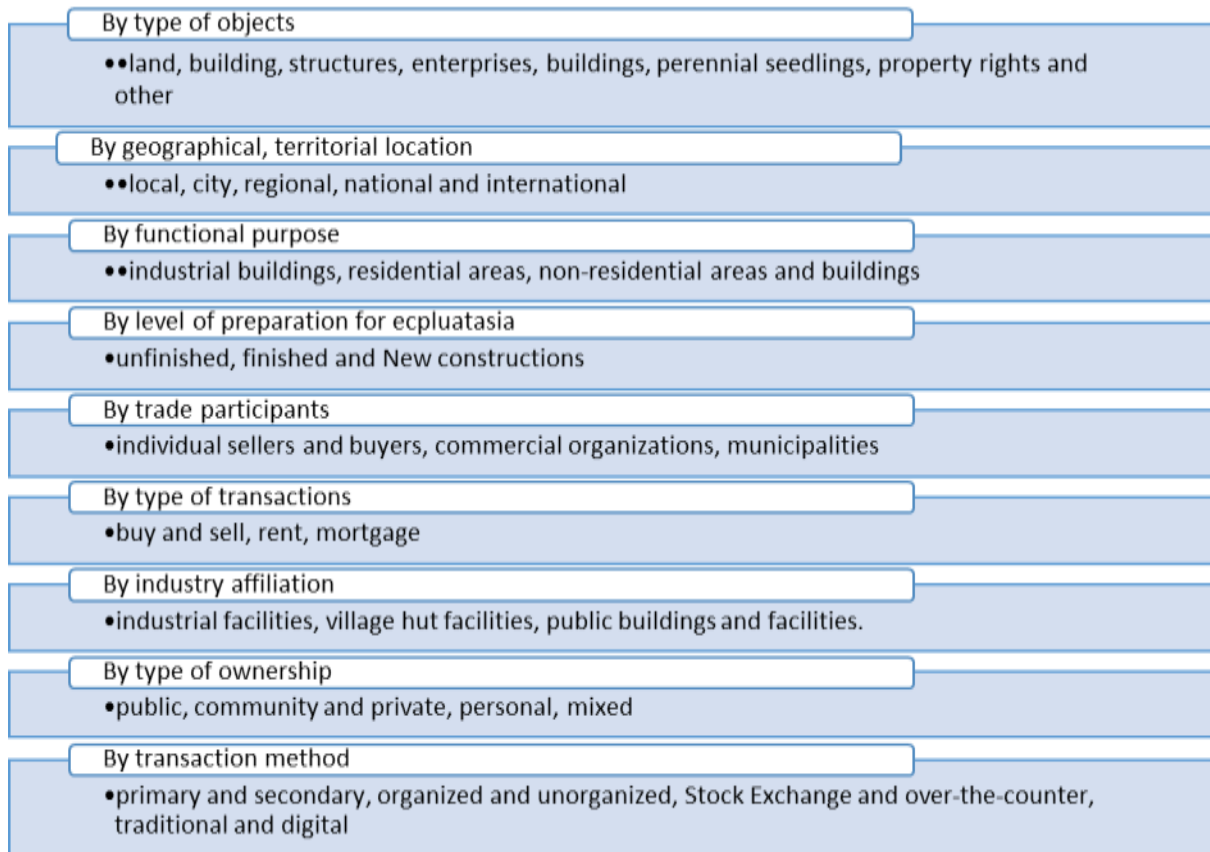 By type of objects
••land, building, structures, enterprises, buildings, perennial seedlings, property rights and
other
By geographical, territorial location
••local, city, regional, national and international
By functional purpose
••industrial buildings, residential areas, non-residential areas and buildings
By level of preparation for ecpluatasia
•unfinished, finished and New constructions
By trade participants
•individual sellers and buyers, commercial organizations, municipalities
By type of transactions
•buy and sell, rent, mortgage
By industry affiliation
•industrial facilities, village hut facilities, public buildings and facilities.
By type of ownership
•public, community and private, personal, mixed
By transaction method
•primary and secondary, organized and unorganized, Stock Exchange and over-the-counter,
traditional and digital